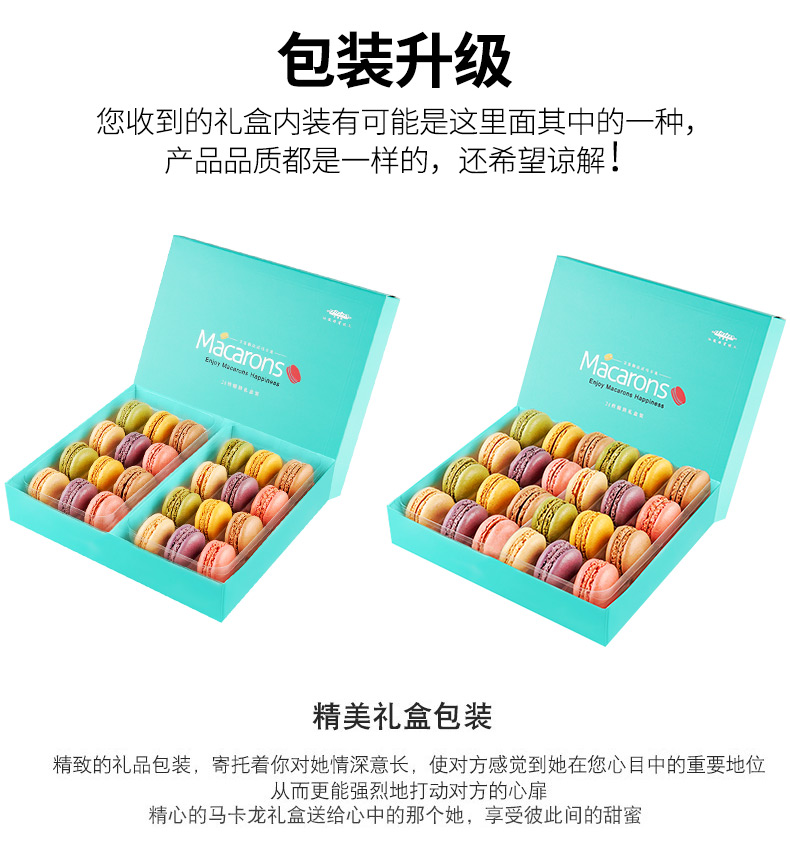 包装升级
您收到的礼盒内装有可能是这里面其中的一种，
产品品质都是一样的，还希望谅解！
Macarons
Enjoy Macarons Happiness
Macarons
Enjoy Macarons Happiness
精美礼盒包装
精致的礼品包装，寄托着你对她情深意长，使对方感觉到她在您心目中的重要地位
从而更能强烈地打动对方的心扉
精心的马卡龙礼盒送给心中的那个她，享受彼此间的甜蜜